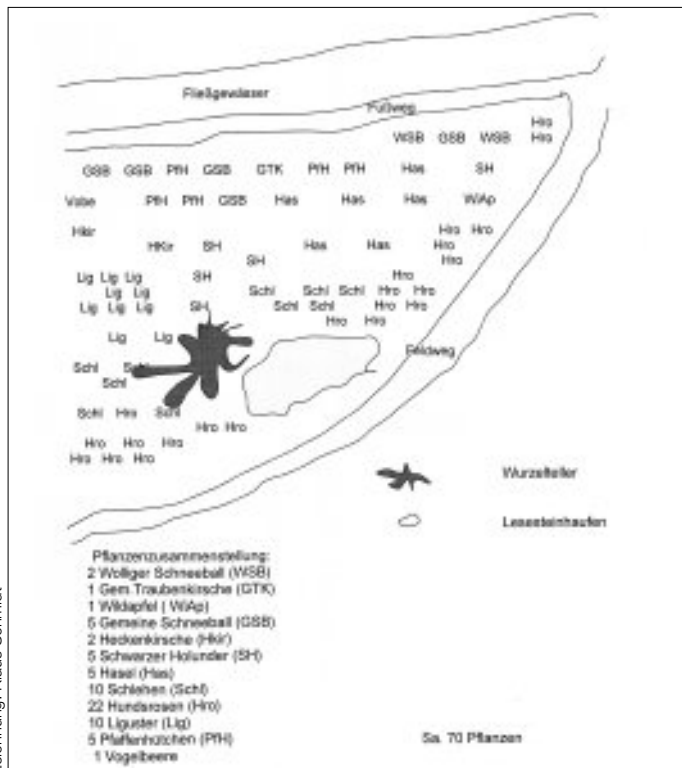 Fließgewässer
Fußweg
Hro
WSB GSB WSB Hro
GSB GSB PfH GSB GTK PfH PfH Has SH
Vobe PfH PfH GSB Has Has Has WiAp
Hkir Hro Hro
HKir SH Has Has Hro
SH Hro
Lig Lig Lig SH Hro
Lig Lig Schl Schl Schl Hro Hro
Lig Lig Lig SH Schl Schl Hro Hro
Hro Hro
Lig Lig
Feldweg
Schl
Schl
Schl Hro Schl
Hro Hro
Hro Hro Hro
Hro Hro Hro
Wurzelteller
Lesesteinhaufen
Pflanzenzusammenstellung:
2 Wolliger Schneeball (WSB)
1 Gem.Traubenkirsche (GTK)
1 Wildapfel ( WiAp)
5 Gemeine Schneeball (GSB)
2 Heckenkirsche (Hkir)
5 Schwarzer Holunder (SH)
5 Hasel (Has)
10 Schlehen (Schl)
22 Hundsrosen (Hro)
10 Liguster (Lig)
5 Pfaffenhütchen (PfH)
1 Vogelbeere
Sa. 70 Pflanzen